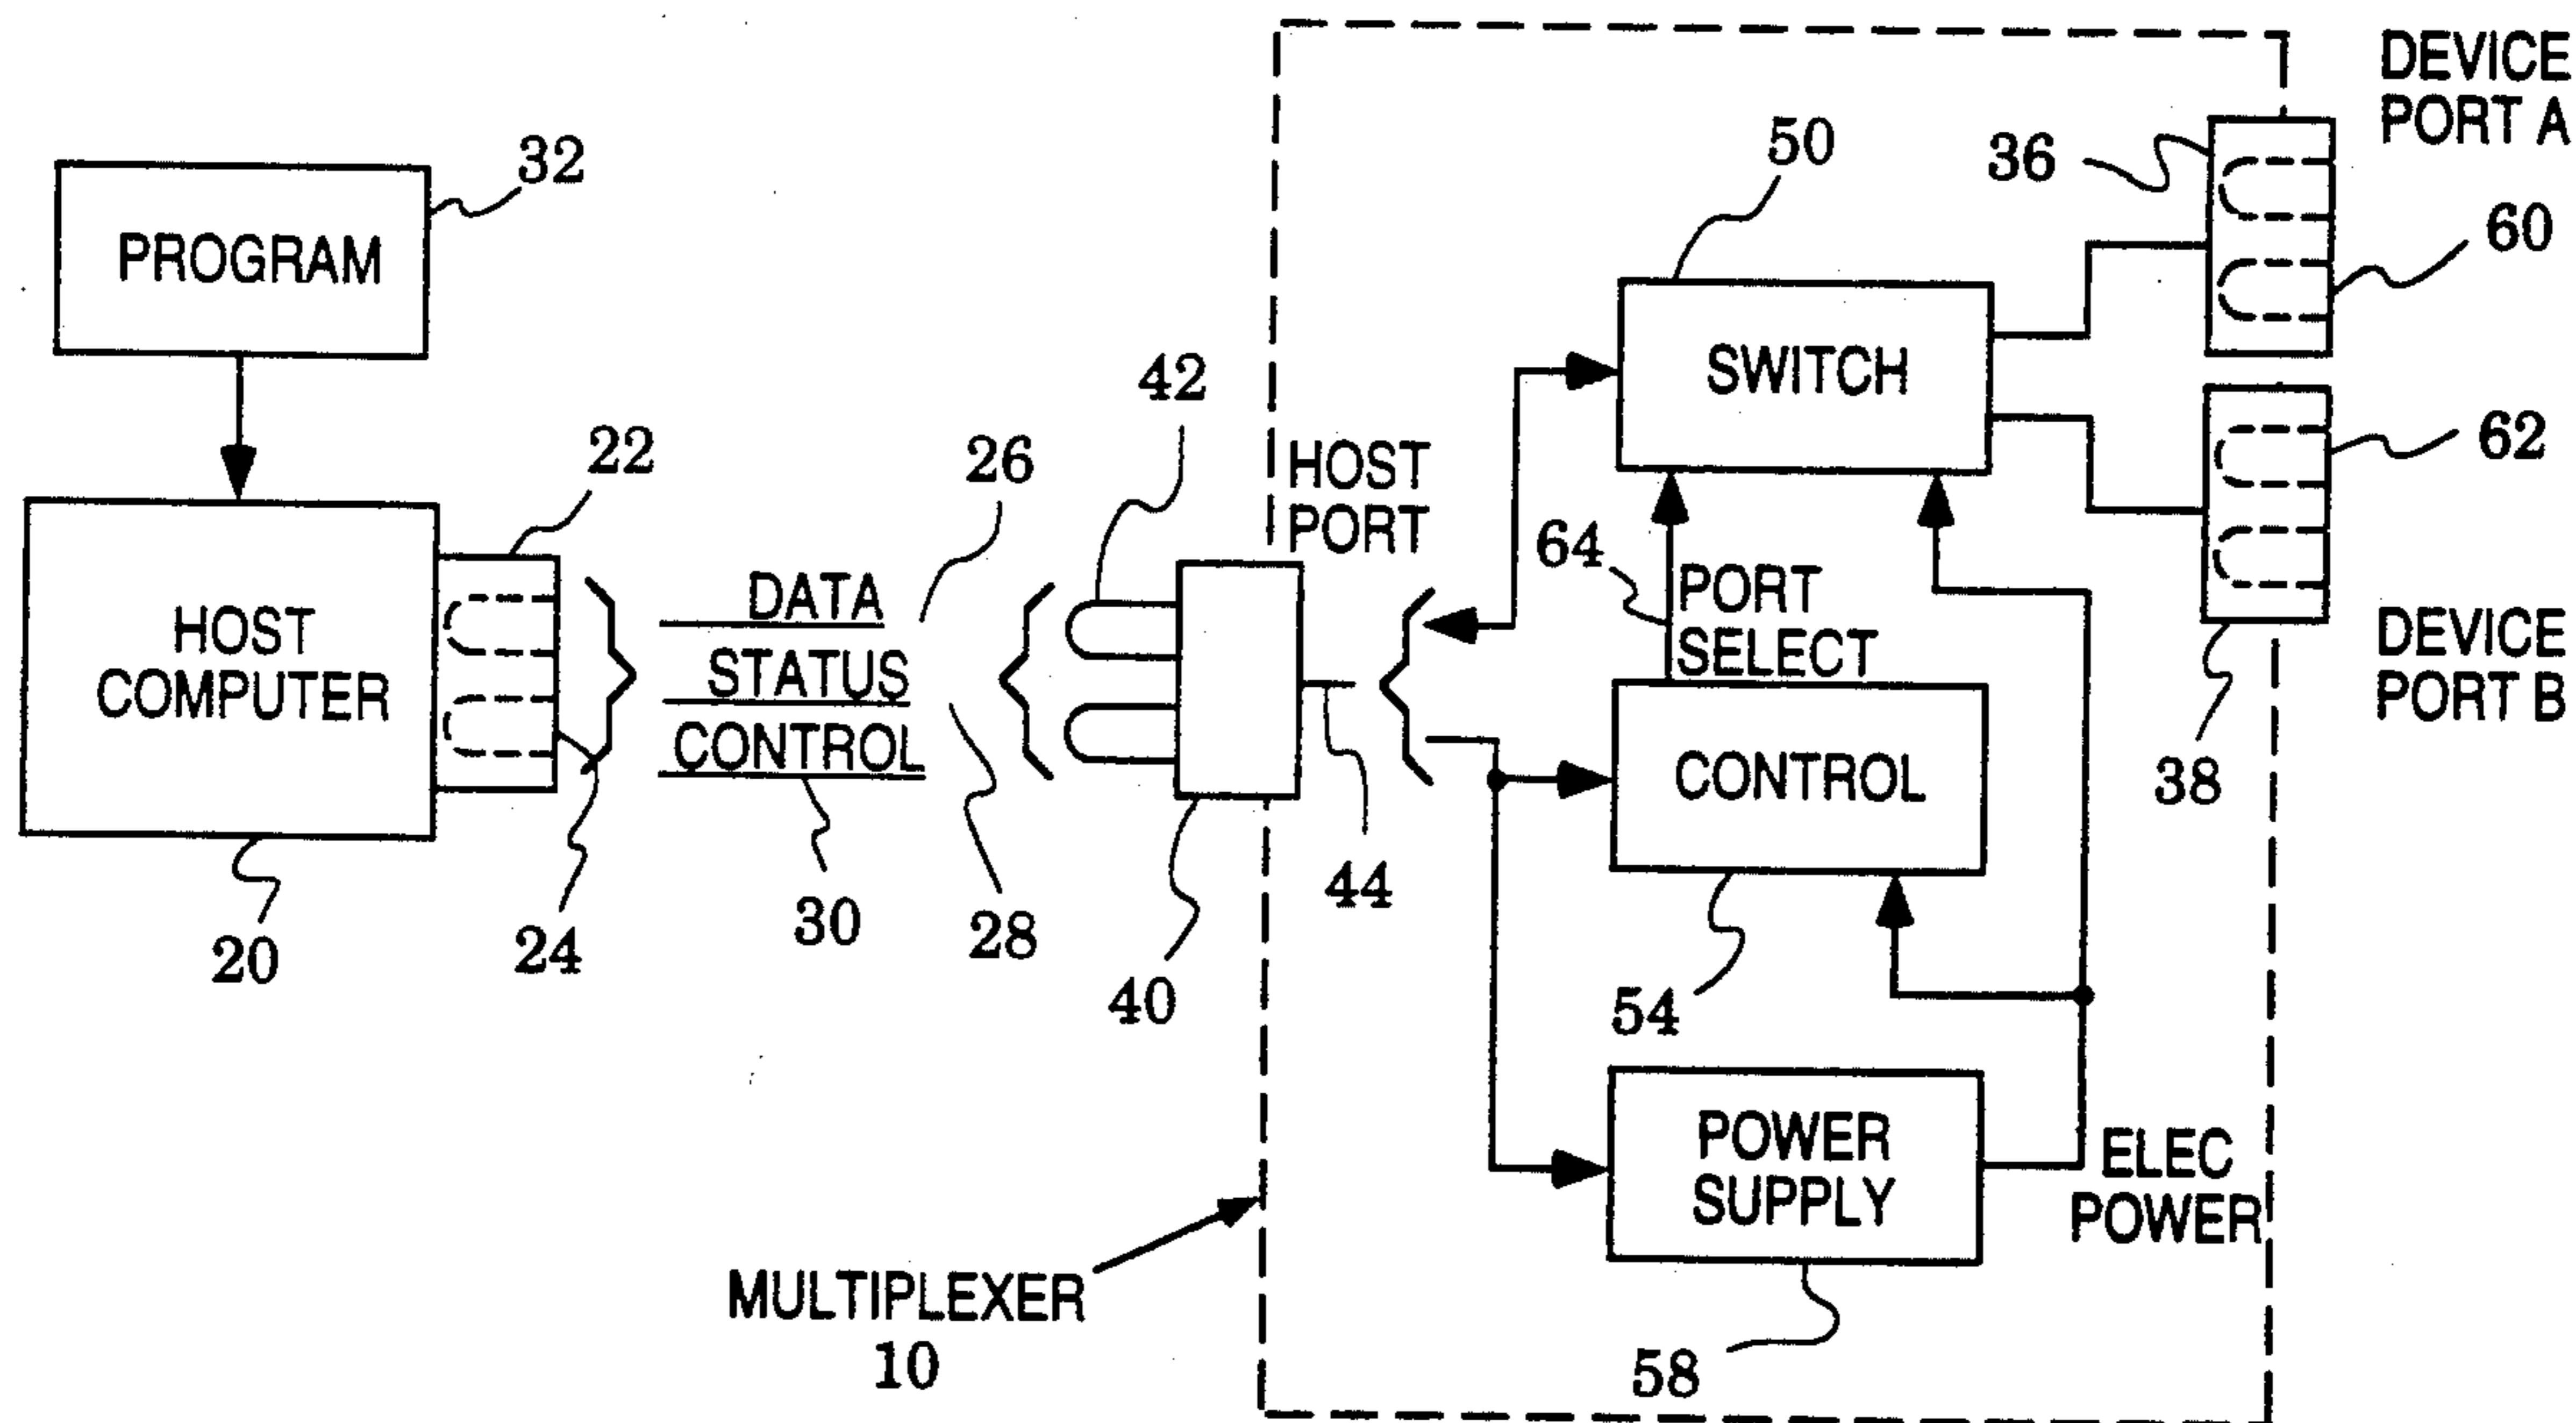 PROGRAM
32
HOST
COMPUTER
20
22
24
DATA
26
STATUS
28
CONTROL
30
42
40
HOST
PORT
44
MULTIPLEXER
10
50
SWITCH
64
PORT
SELECT
CONTROL
54
POWER
SUPPLY
58
ELEC
POWER
DEVICE
PORT A
36
60
62
DEVICE
PORT B
38